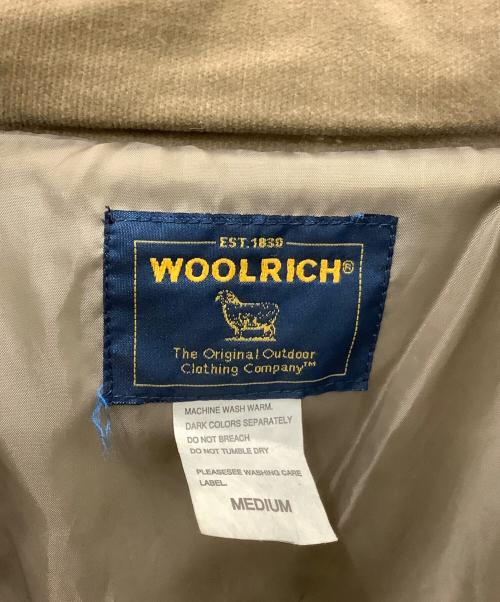 EST. 1830
WOOLRICH®
The Original Outdoor
Clothing Company™
MACHINE WASH WARM.
DARK COLORS SEPARATELY
DO NOT BREACH
DO NOT TUMBLE DRY
PLEASESEE WASHING CARE
LABEL.
MEDIUM